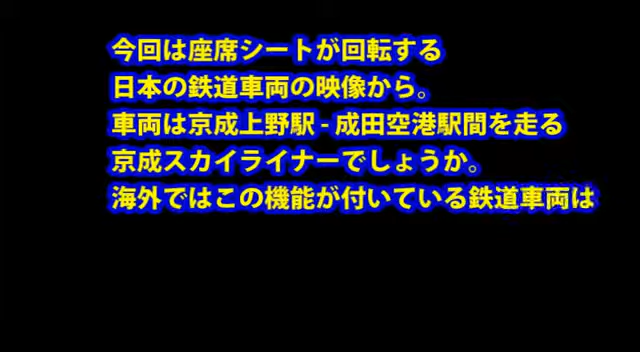 今回は座席シートが回転する
日本の鉄道車両の映像から。
車両は京成上野駅 - 成田空港駅間を走る
京成スカイライナーでしょうか。
海外ではこの機能が付いている鉄道車両は